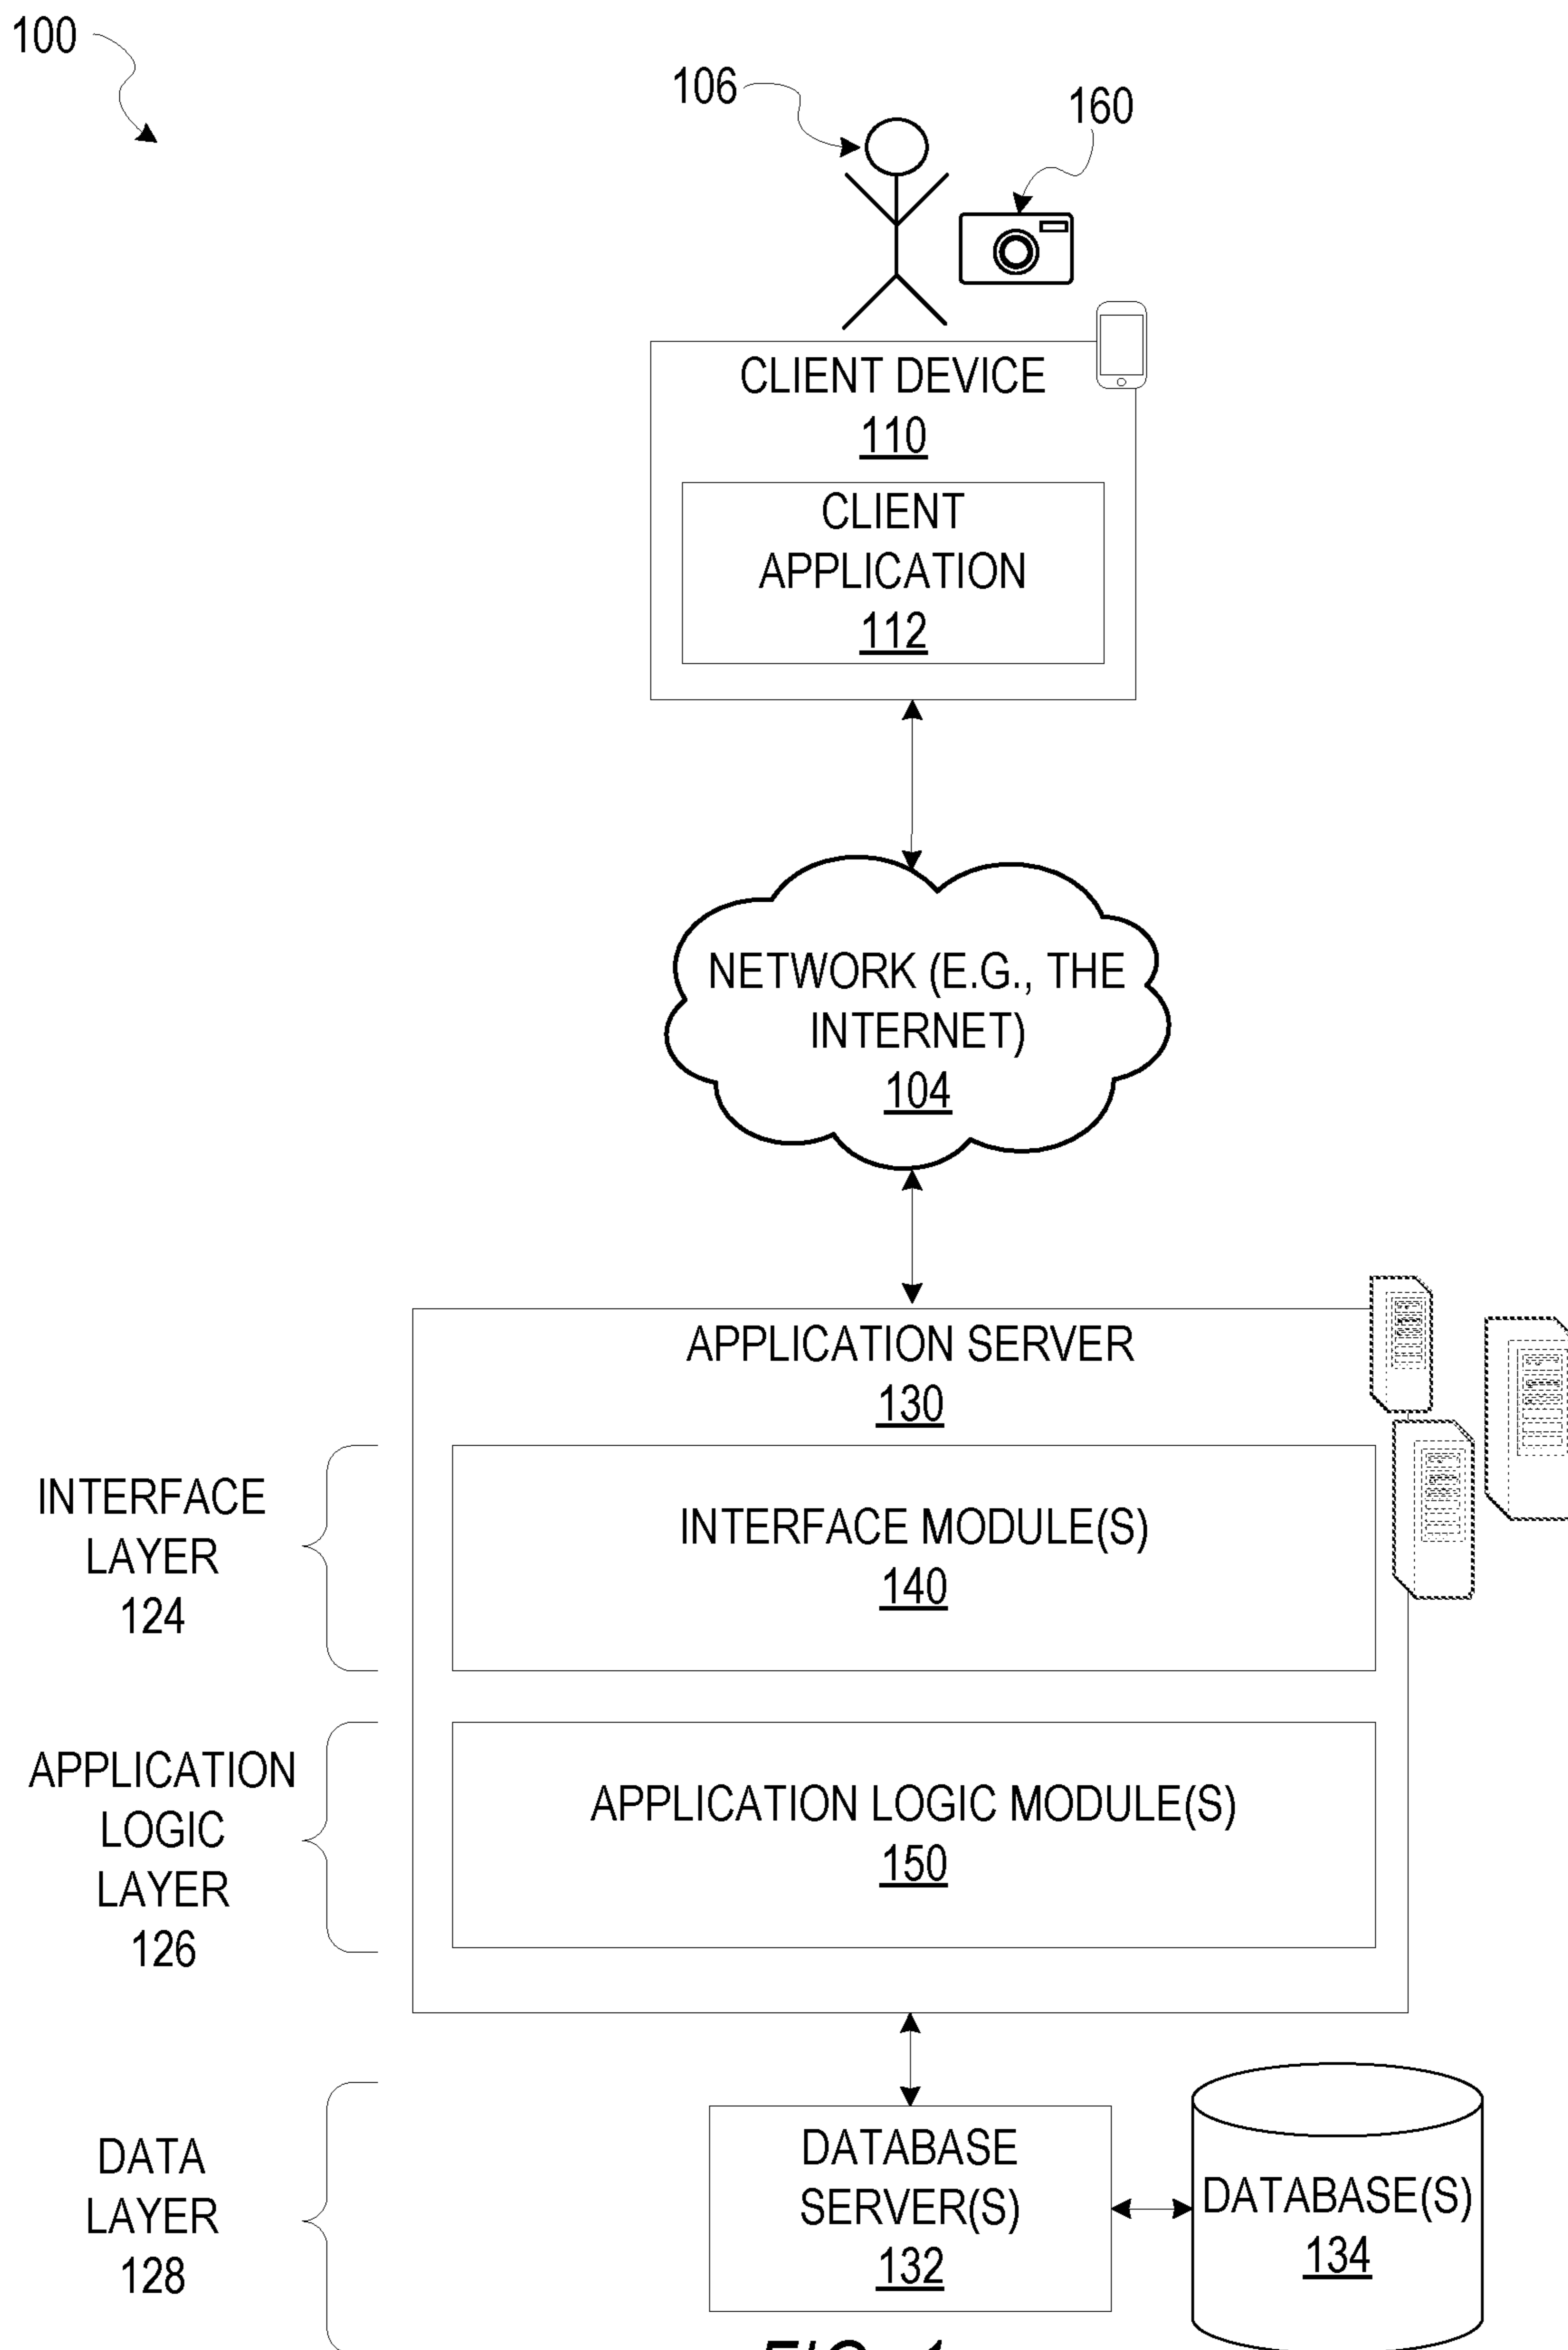 100
106
160
CLIENT DEVICE
110
CLIENT
APPLICATION
112
NETWORK (E.G., THE
INTERNET)
104
APPLICATION SERVER
130
INTERFACE
LAYER
124
INTERFACE MODULE(S)
140
APPLICATION
LOGIC
LAYER
126
APPLICATION LOGIC MODULE(S)
150
DATA
LAYER
128
DATABASE
SERVER(S)
132
DATABASE(S)
134
FIG. 1